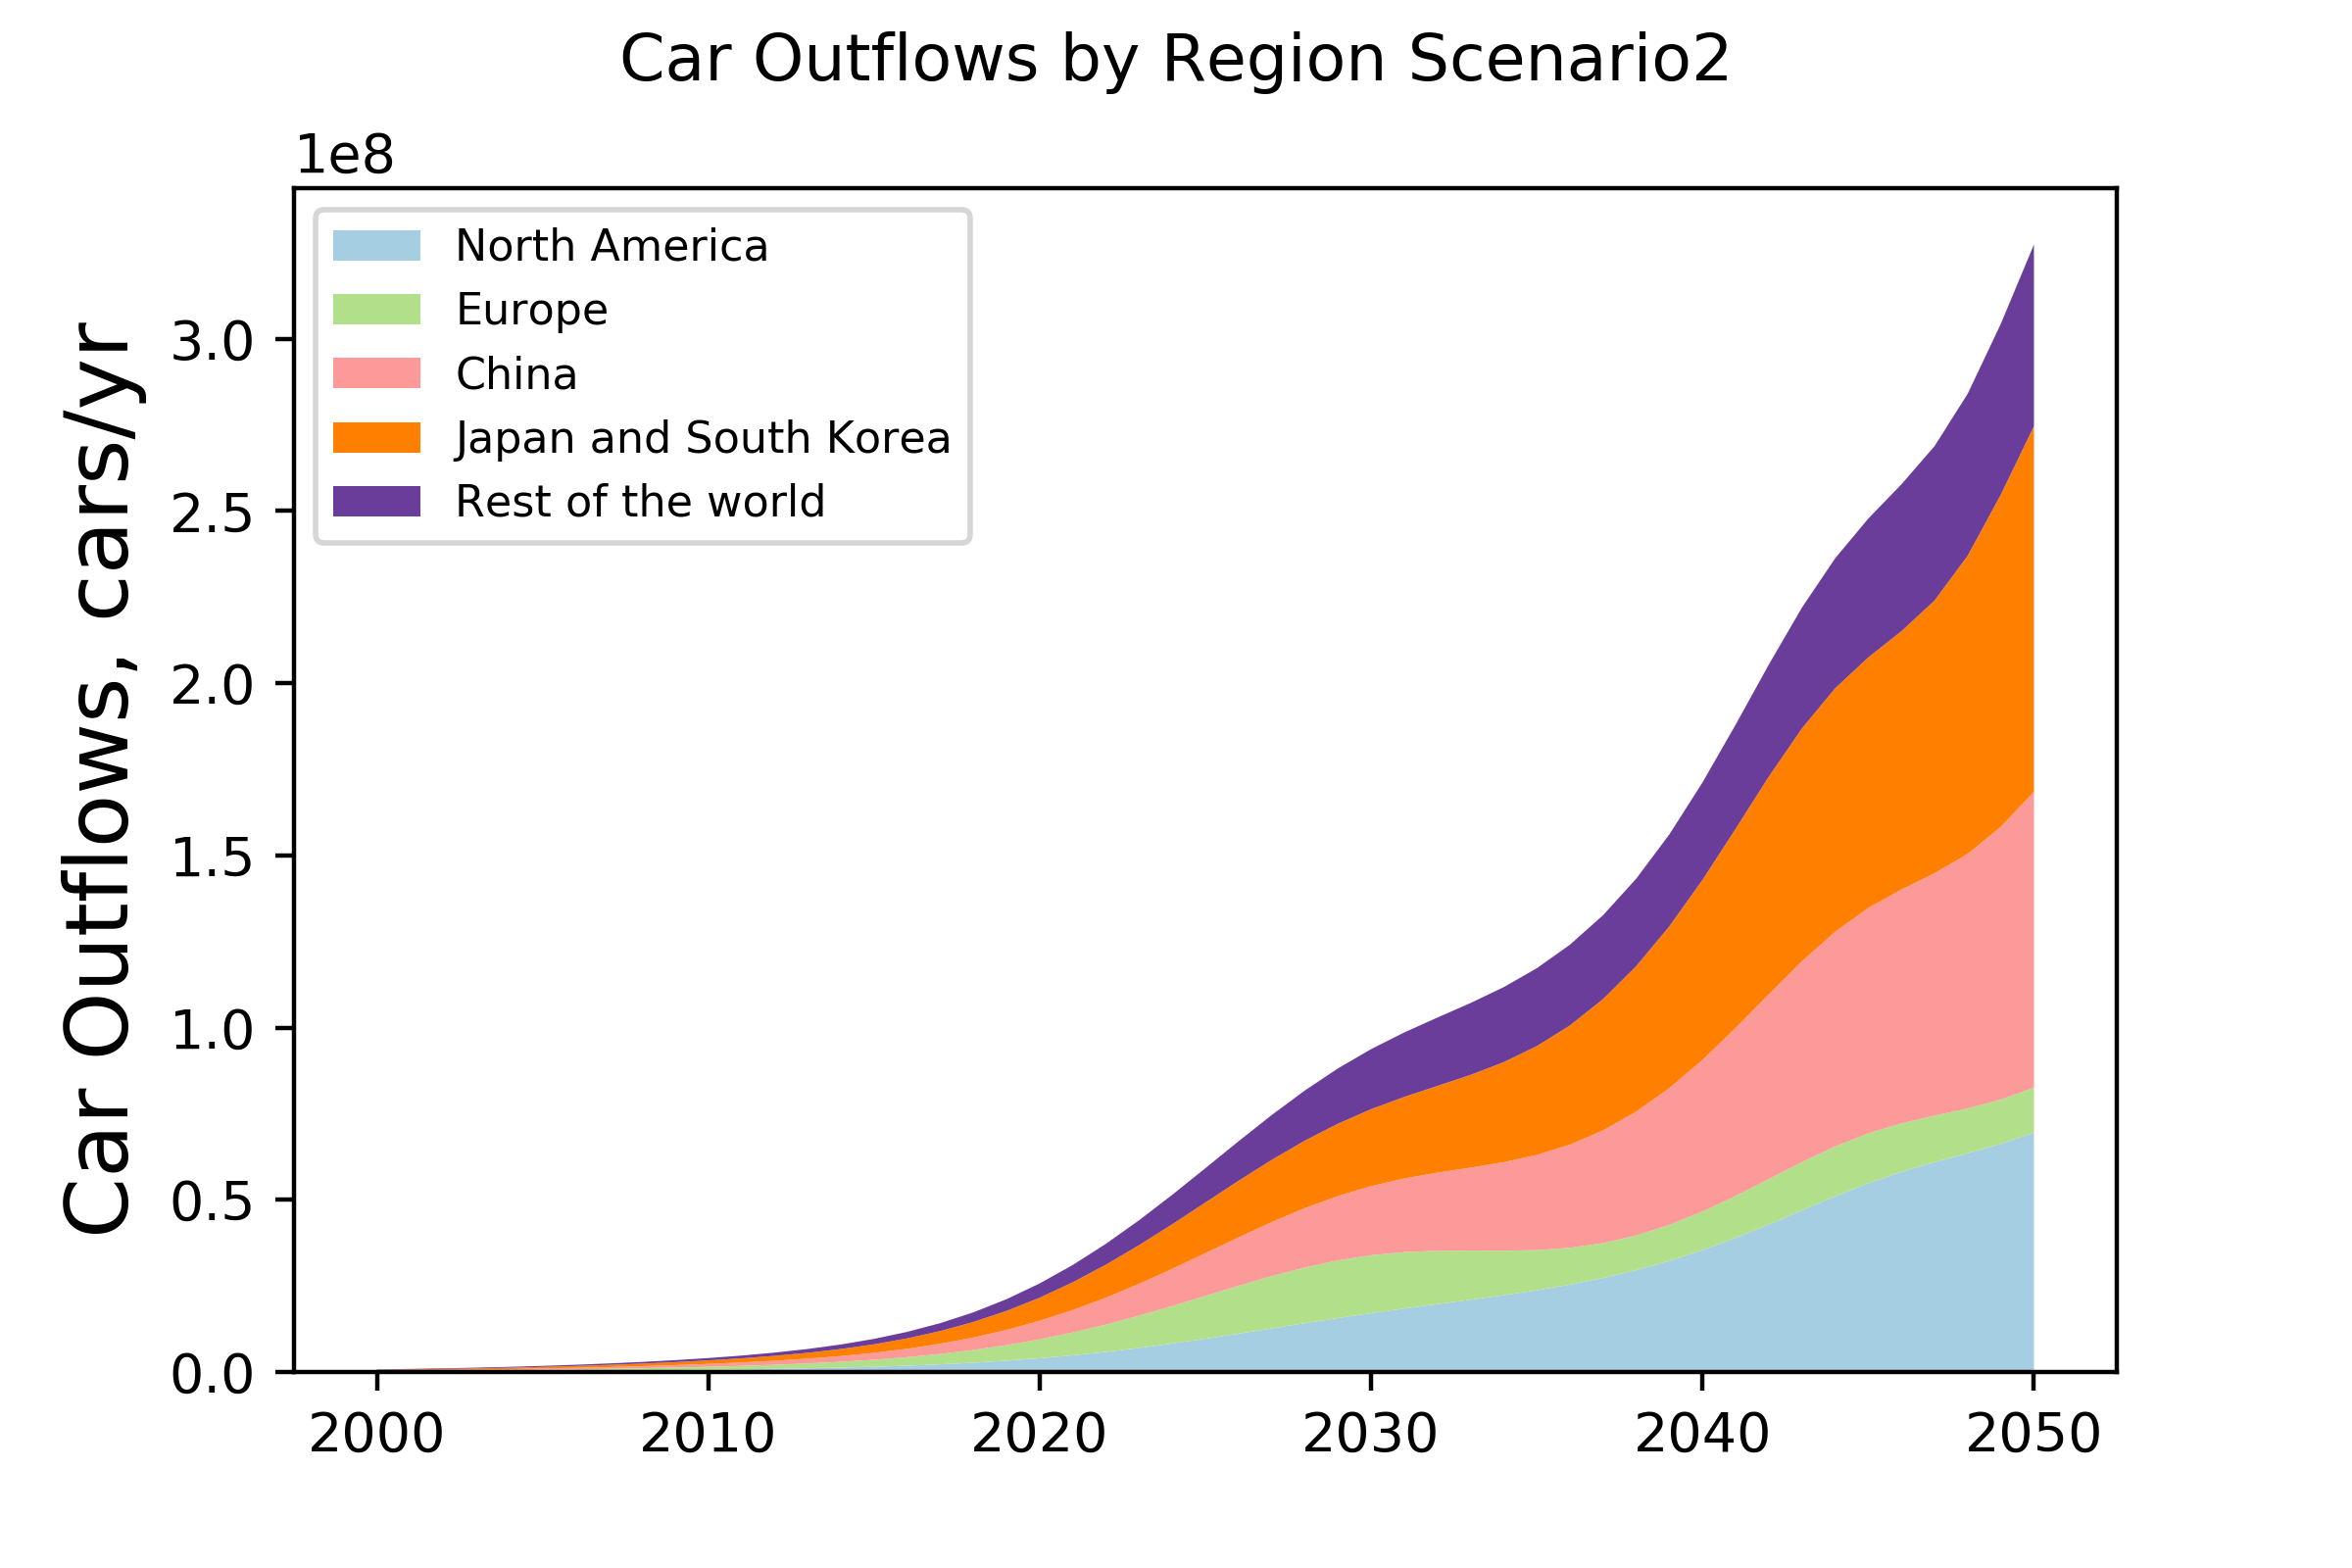 Car Outflows by Region Scenario2
1e8
North America
Europe
China
Japan and South Korea
Rest of the world
Car Outflows, cars/yr
3.0
2.5
2.0
1.5
1.0
0.5
0.0
2000 2010 2020 2030 2040 2050